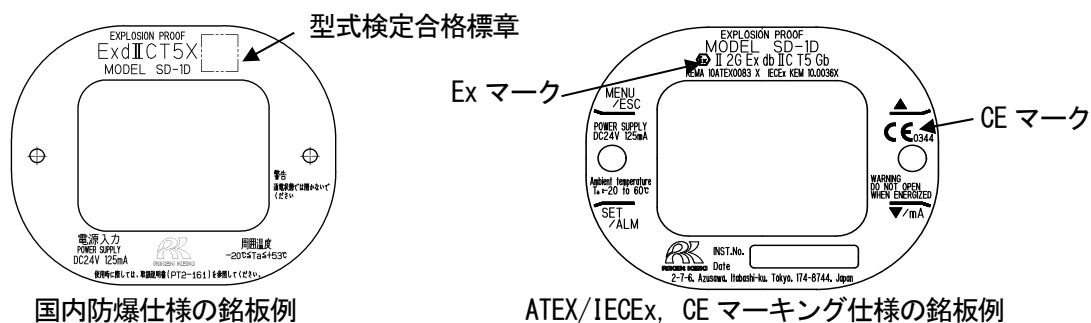 EXPLOSION PROOF
ExdⅡCT5X
MODEL SD-1D
型式検定合格標章
警告
通電状態では開かないで
ください
電源入力
POWER SUPPLY
DC24V 125mA
周囲温度
-20℃≦Ta≦+53℃
使用時に際しては、取扱説明書(PT2-161)を参照してください。
国内防爆仕様の銘板例
EXPLOSION PROOF
MODEL SD-1D
Ⅱ 2G Ex db ⅡC T5 Gb
KEMA 10ATEX0083 X IECEx KEM 10.0036X
Ex マーク
MENU
/ESC
POWER SUPPLY
DC24V 125mA
Ambient temperature
Ta:-20 to 60℃
SET
/ALM
▲
CE 0344
CE マーク
WARNING
DO NOT OPEN
WHEN ENERGIZED
▼/mA
RIKEN KEIKI
INST.No.
Date
2-7-6, Azusawa, Itabashi-ku, Tokyo, 174-8744, Japan
ATEX/IECEx, CE マーキング仕様の銘板例